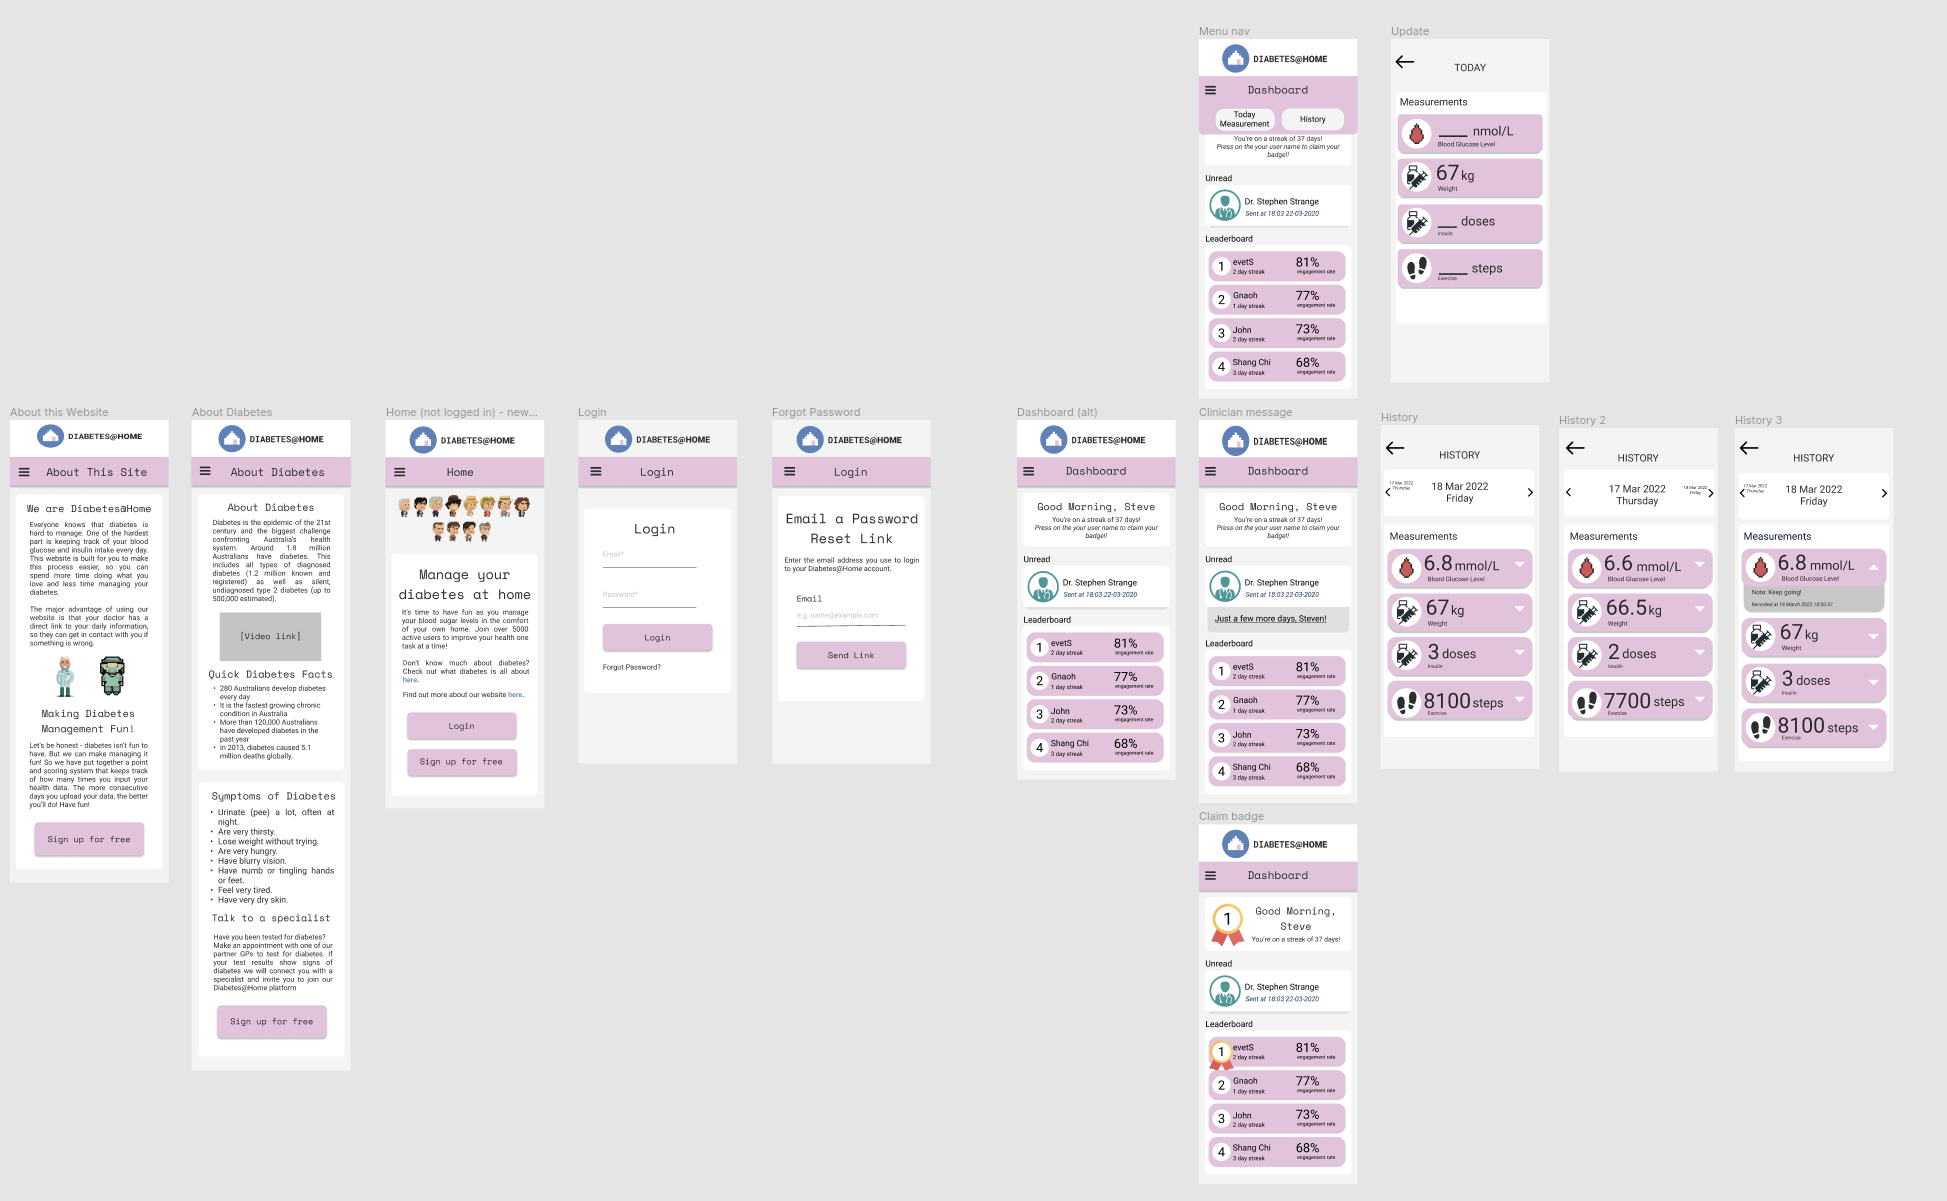 Menu nav
DIABETES@HOME
Dashboard
Today
Measurement
History
You're on a streak of 37 days!
Press on the your user name to claim your
badge!!
Unread
Dr. Stephen Strange
Sent at 18:03 22-03-2020
Leaderboard
1
evetS
2 day streak
81%
engagement rate
2
Gnaoh
1 day streak
77%
engagement rate
3
John
2 day streak
73%
engagement rate
4
Shang Chi
3 day streak
68%
engagement rate
Update
TODAY
Measurements
____ nmol/L
Blood Glucose Level
67 kg
Weight
___ doses
Insulin
____ steps
Exercise
About this Website
DIABETES@HOME
About This Site
We are Diabetes@Home
Everyone knows that diabetes is
hard to manage. One of the hardest
part is keeping track of your blood
glucose and insulin intake every day.
This website is built for you to make
this process easier, so you can
spend more time doing what you
love and less time managing your
diabetes.
The major advantage of using our
website is that your doctor has a
direct link to your daily information,
so they can get in contact with you if
something is wrong.
Making Diabetes
Management Fun!
Let's be honest - diabetes isn't fun to
have. But we can make managing it
fun! So we have put together a point
and scoring system that keeps track
of how many times you input your
health data. The more consecutive
days you upload your data, the better
you'll do! Have fun!
Sign up for free
About Diabetes
DIABETES@HOME
About Diabetes
About Diabetes
Diabetes is the epidemic of the 21st
century and the biggest challenge
confronting Australia's health
system. Around 1.8 million
Australians have diabetes. This
includes all types of diagnosed
diabetes (1.2 million known and
registered) as well as silent,
undiagnosed type 2 diabetes (up to
500,000 estimated).
[Video link]
Quick Diabetes Facts
• 280 Australians develop diabetes
every day
• It is the fastest growing chronic
condition in Australia
• More than 120,000 Australians
have developed diabetes in the
past year
• In 2013, diabetes caused 5.1
million deaths globally.
Symptoms of Diabetes
• Urinate (pee) a lot, often at
night.
• Are very thirsty.
• Lose weight without trying.
• Are very hungry.
• Have blurry vision.
• Have numb or tingling hands
or feet.
• Feel very tired.
• Have very dry skin.
Talk to a specialist
Have you been tested for diabetes?
Make an appointment with one of our
partner GPs to test for diabetes. If
your test results show signs of
diabetes we will connect you with a
specialist and invite you to join our
Diabetes@Home platform
Sign up for free
Home (not logged in) - new...
DIABETES@HOME
Home
Manage your
diabetes at home
It's time to have fun as you manage
your blood sugar levels in the comfort
of your own home. Join over 5000
active users to improve your health one
task at a time!
Don't know much about diabetes?
Check out what diabetes is all about
here.
Find out more about our website here.
Login
Sign up for free
Login
DIABETES@HOME
Login
Login
Email*
Password*
Login
Forgot Password?
Forgot Password
DIABETES@HOME
Login
Email a Password
Reset Link
Enter the email address you use to login
to your Diabetes@Home account.
Email
e.g. name@example.com
Send Link
Dashboard (alt)
DIABETES@HOME
Dashboard
Good Morning, Steve
You're on a streak of 37 days!
Press on the your user name to claim your
badge!!
Unread
Dr. Stephen Strange
Sent at 18:03 22-03-2020
Leaderboard
1
evetS
2 day streak
81%
engagement rate
2
Gnaoh
1 day streak
77%
engagement rate
3
John
2 day streak
73%
engagement rate
4
Shang Chi
3 day streak
68%
engagement rate
Clinician message
DIABETES@HOME
Dashboard
Good Morning, Steve
You're on a streak of 37 days!
Press on the your user name to claim your
badge!!
Unread
Dr. Stephen Strange
Sent at 18:03 22-03-2020
Just a few more days, Steven!
Leaderboard
1
evetS
2 day streak
81%
engagement rate
2
Gnaoh
1 day streak
77%
engagement rate
3
John
2 day streak
73%
engagement rate
4
Shang Chi
3 day streak
68%
engagement rate
History
HISTORY
17 Mar 2022
Thursday
18 Mar 2022
Friday
Measurements
6.8 mmol/L
Blood Glucose Level
67 kg
Weight
3 doses
Insulin
8100 steps
Exercise
History 2
HISTORY
17 Mar 2022
Thursday
18 Mar 2022
Friday
Measurements
6.6 mmol/L
Blood Glucose Level
66.5 kg
Weight
2 doses
Insulin
7700 steps
Exercise
History 3
HISTORY
17 Mar 2022
Thursday
18 Mar 2022
Friday
Measurements
6.8 mmol/L
Blood Glucose Level
Note: Keep going!
Recorded at 18 March 2022 18:20:37
67 kg
Weight
3 doses
Insulin
8100 steps
Exercise
Claim badge
DIABETES@HOME
Dashboard
1
Good Morning,
Steve
You're on a streak of 37 days!
Unread
Dr. Stephen Strange
Sent at 18:03 22-03-2020
Leaderboard
1
evetS
2 day streak
81%
engagement rate
2
Gnaoh
1 day streak
77%
engagement rate
3
John
2 day streak
73%
engagement rate
4
Shang Chi
3 day streak
68%
engagement rate